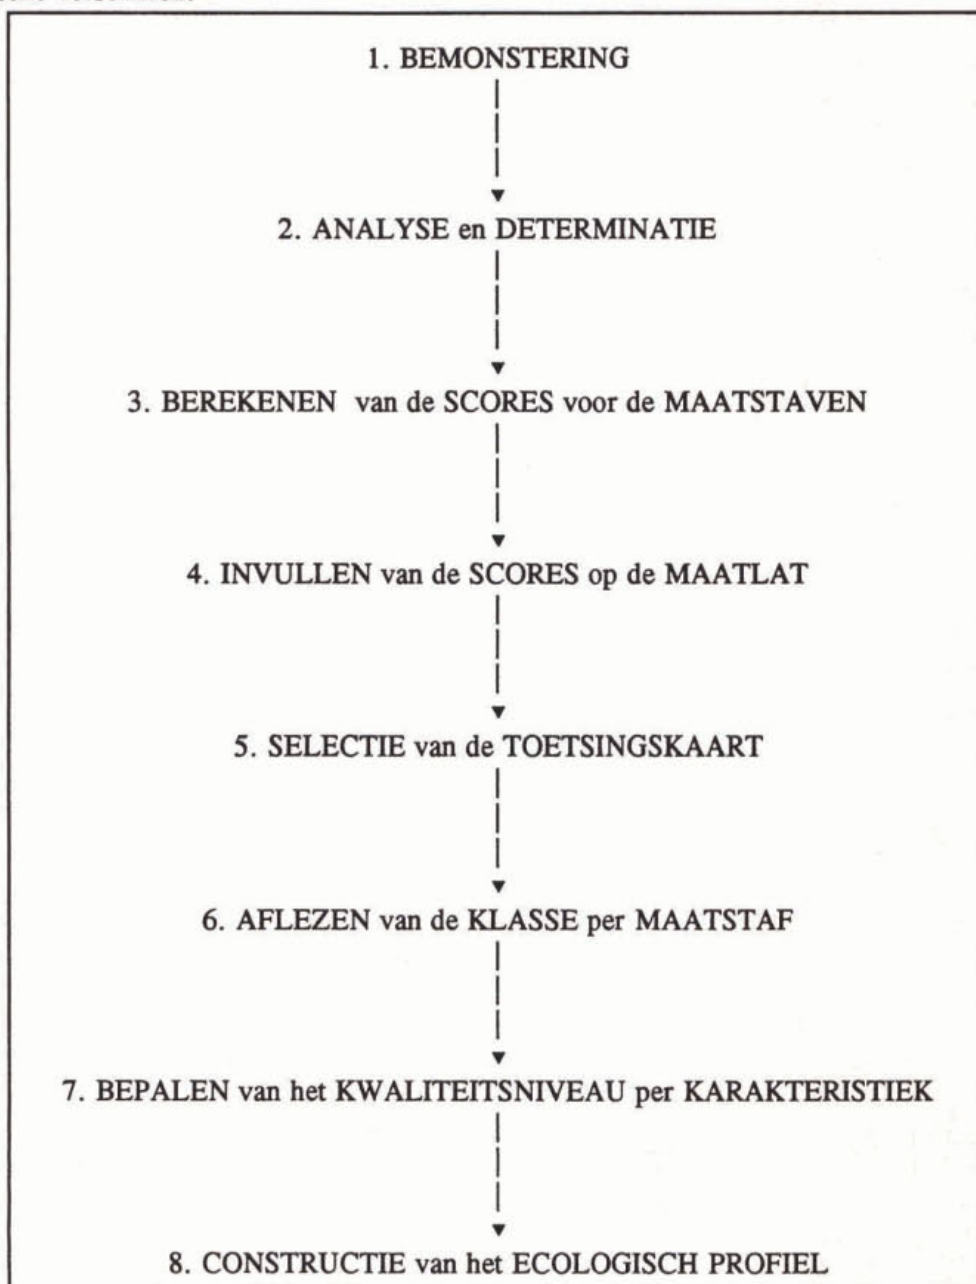 1. BEMONSTERING
2. ANALYSE en DETERMINATIE
3. BEREKENEN van de SCORES voor de MAATSTAVEN
4. INVULLEN van de SCORES op de MAATLAT
5. SELECTIE van de TOETSINGSKAART
6. AFLEZEN van de KLASSE per MAATSTAF
7. BEPALEN van het KWALITEITSNIVEAU per KARAKTERISTIEK
8. CONSTRUCTIE van het ECOLOGISCH PROFIEL